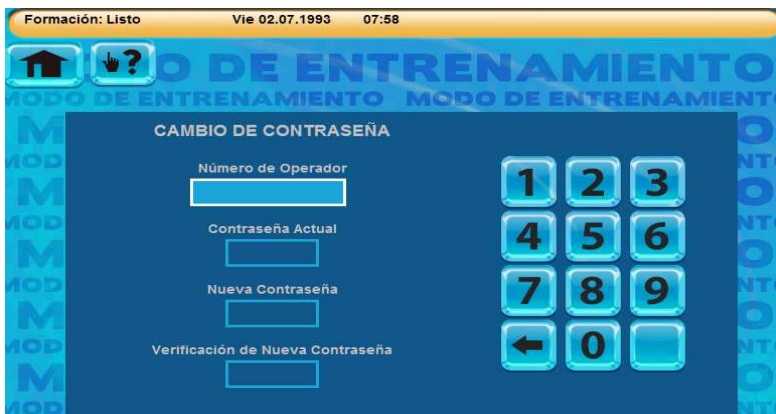 Formación: Listo Vie 02.07.1993 07:58
?
O DE ENTRENAMIENTO
MODO DE ENTRENAMIENTO MODO DE ENTRENAMIENT
CAMBIO DE CONTRASEÑA
Número de Operador
1 2 3
Contraseña Actual
4 5 6
Nueva Contraseña
7 8 9
Verificación de Nueva Contraseña
0